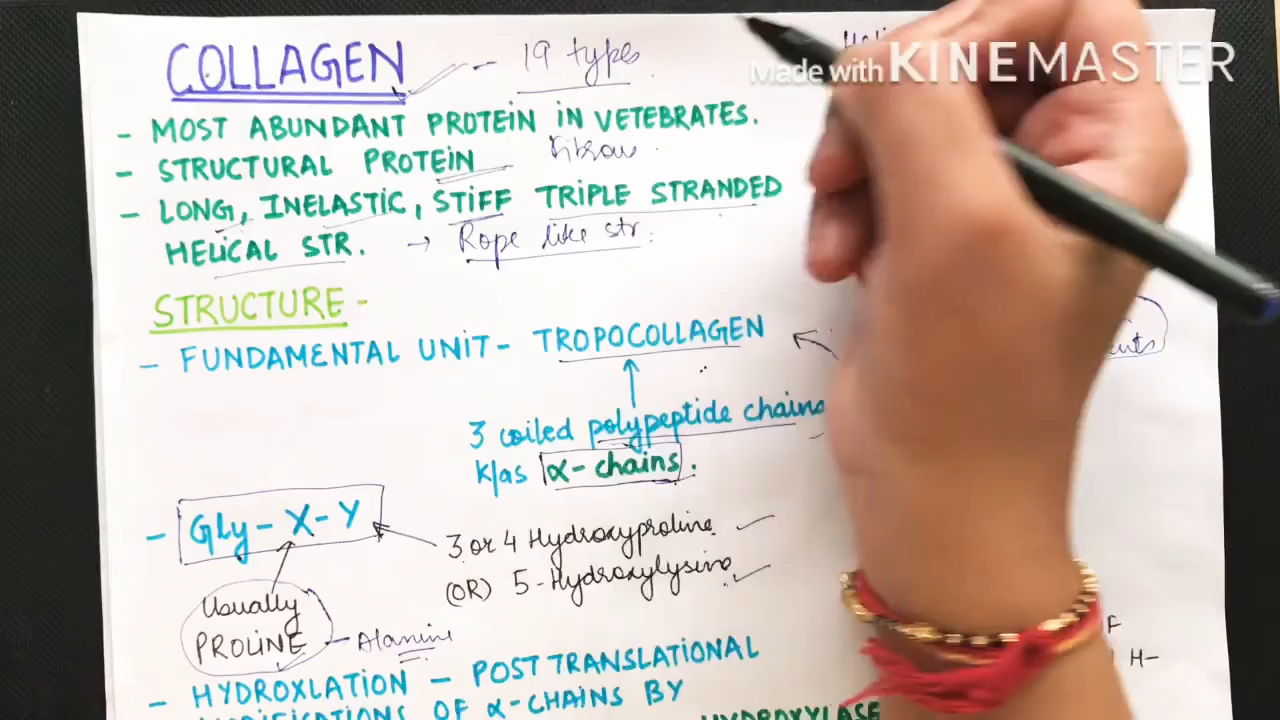 COLLAGEN - 19 types.
Made with KINEMASTER
- MOST ABUNDANT PROTEIN IN VETEBRATES.
- STRUCTURAL PROTEIN
- LONG, INELASTIC, STIFF TRIPLE STRANDED
HELICAL STR. → Rope like str.
STRUCTURE -
- FUNDAMENTAL UNIT - TROPOCOLLAGEN
3 coiled polypeptide chains
k/as α-chains.
- Gly - X - Y
3 or 4 Hydroxyproline
(OR) 5-Hydroxylysine
Usually
PROLINE - Alanine
F
H-
- HYDROXLATION - POST TRANSLATIONAL
OF α-CHAINS BY
HYDROXYLASE